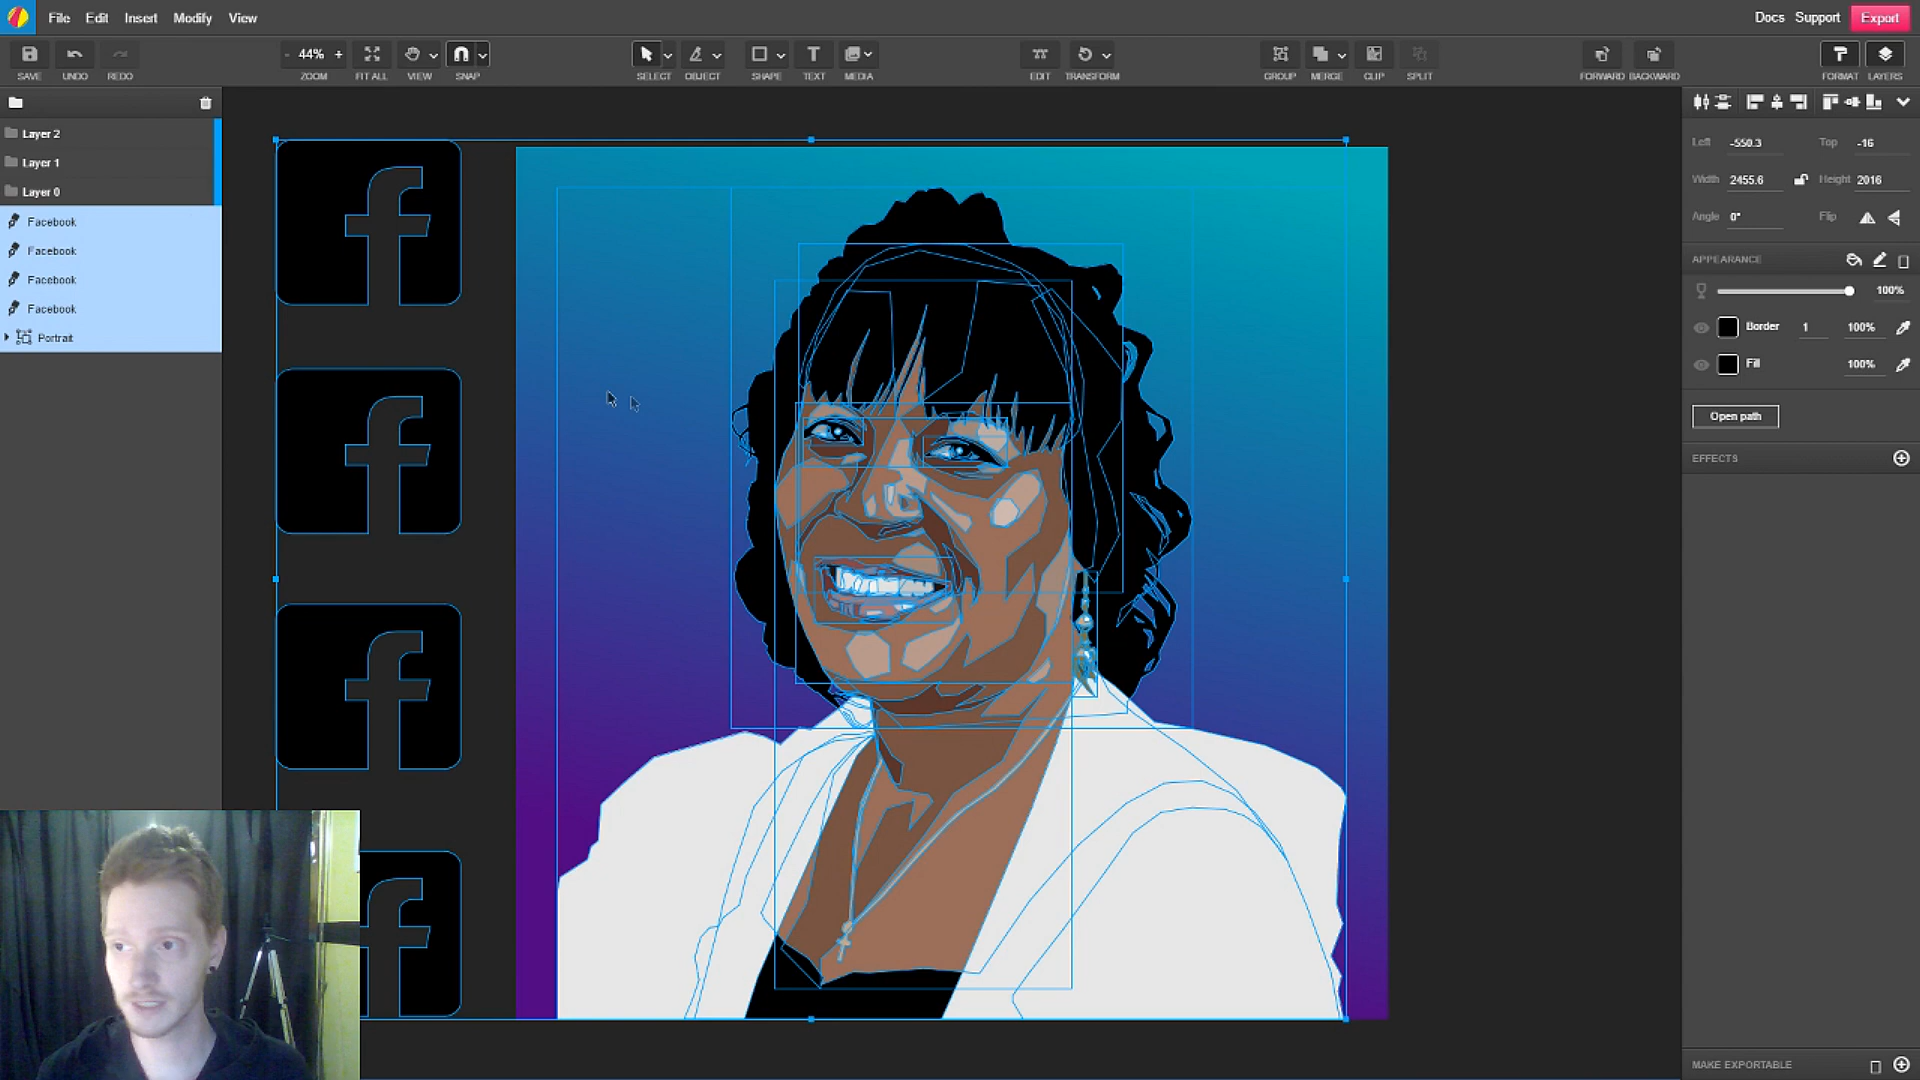 File Edit Insert Modify View Docs Support Export
- 44% +
SAVE UNDO REDO ZOOM FIT ALL VIEW SNAP SELECT OBJECT SHAPE TEXT MEDIA EDIT TRANSFORM GROUP MERGE CLIP SPLIT FORWARD BACKWARD FORMAT LAYERS
Layer 2
Layer 1
Layer 0
Facebook
Facebook
Facebook
Facebook
Portrait
Left -550.3 Top -16
Width 2455.6 Height 2016
Angle 0° Flip
APPEARANCE
100%
Border 1 100%
Fill 100%
Open path
EFFECTS
MAKE EXPORTABLE